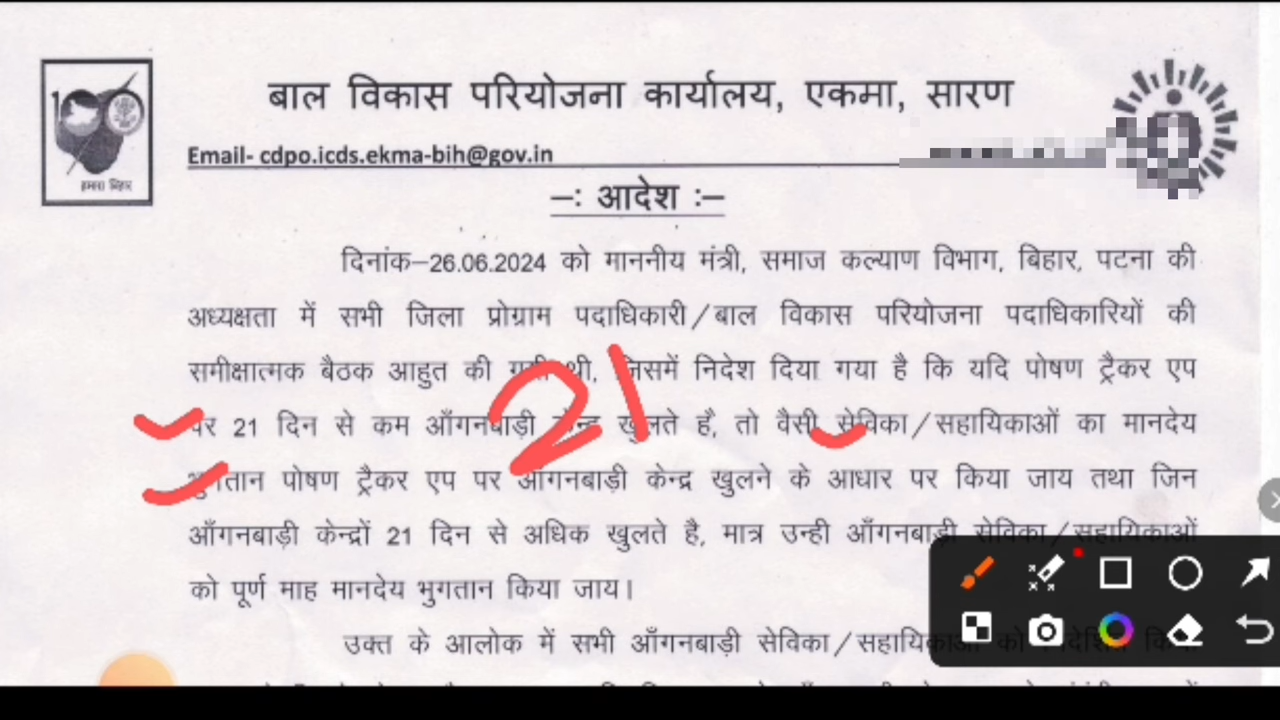 बाल विकास परियोजना कार्यालय, एकमा, सारण
100
हमारा बिहार
Email- cdpo.icds.ekma-bih@gov.in
–: आदेश :–
दिनांक–26.06.2024 को माननीय मंत्री, समाज कल्याण विभाग, बिहार, पटना की
अध्यक्षता में सभी जिला प्रोग्राम पदाधिकारी/बाल विकास परियोजना पदाधिकारियों की
समीक्षात्मक बैठक आहुत की गयी थी, जिसमें निदेश दिया गया है कि यदि पोषण ट्रैकर एप
21
पर 21 दिन से कम आँगनबाड़ी केन्द्र खुलते है, तो वैसी सेविका/सहायिकाओं का मानदेय
भुगतान पोषण ट्रैकर एप पर आँगनबाड़ी केन्द्र खुलने के आधार पर किया जाय तथा जिन
आँगनबाड़ी केन्द्रों 21 दिन से अधिक खुलते है, मात्र उन्ही आँगनबाड़ी सेविका/सहायिकाओं
को पूर्ण माह मानदेय भुगतान किया जाय।
उक्त के आलोक में सभी आँगनबाड़ी सेविका/सहायिकाओं को निदेशित किया